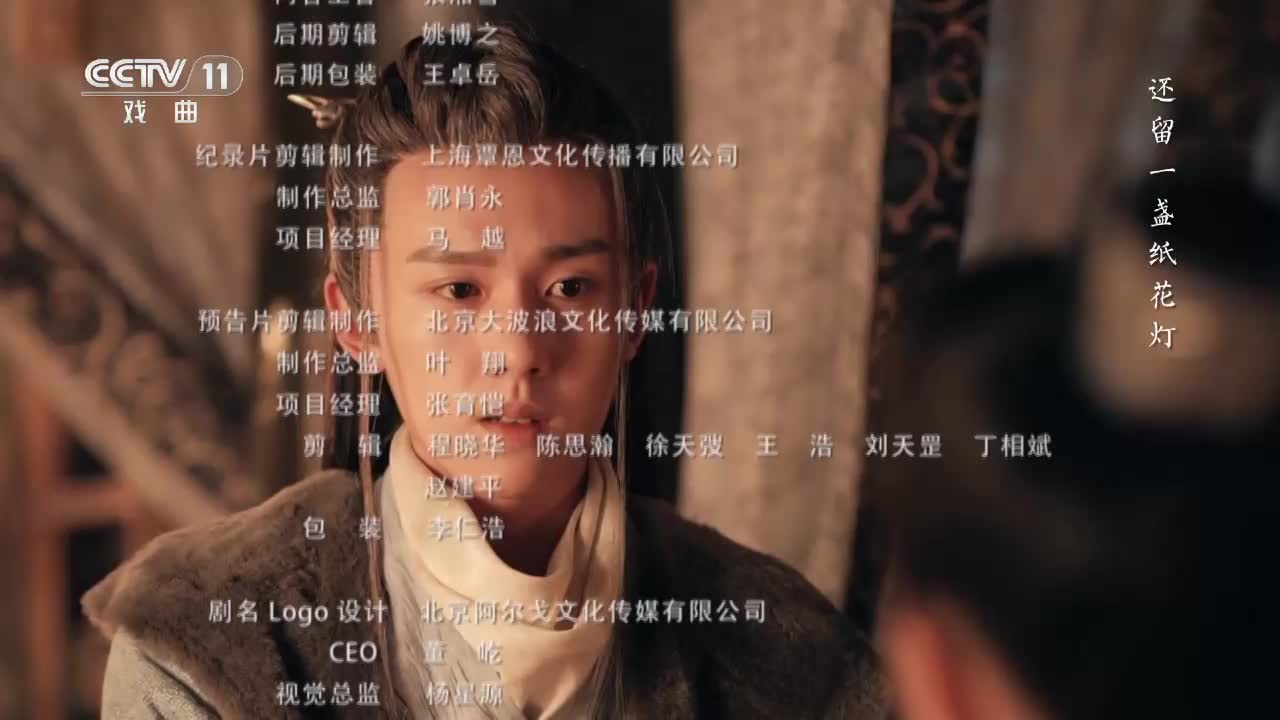 后期剪辑 姚博之
后期包装 王卓岳
CCTV 11
戏曲
纪录片剪辑制作 上海覃恩文化传播有限公司
制作总监 郭肖永
项目经理 马 越
预告片剪辑制作 北京大波浪文化传媒有限公司
制作总监 叶 翔
项目经理 张育恺
剪 辑 程晓华 陈思瀚 徐天弢 王 浩 刘天罡 丁相斌
赵建平
包 装 李仁浩
剧名 Logo 设计 北京阿尔戈文化传媒有限公司
CEO 董 屹
视觉总监 杨星源
还留一盏纸花灯